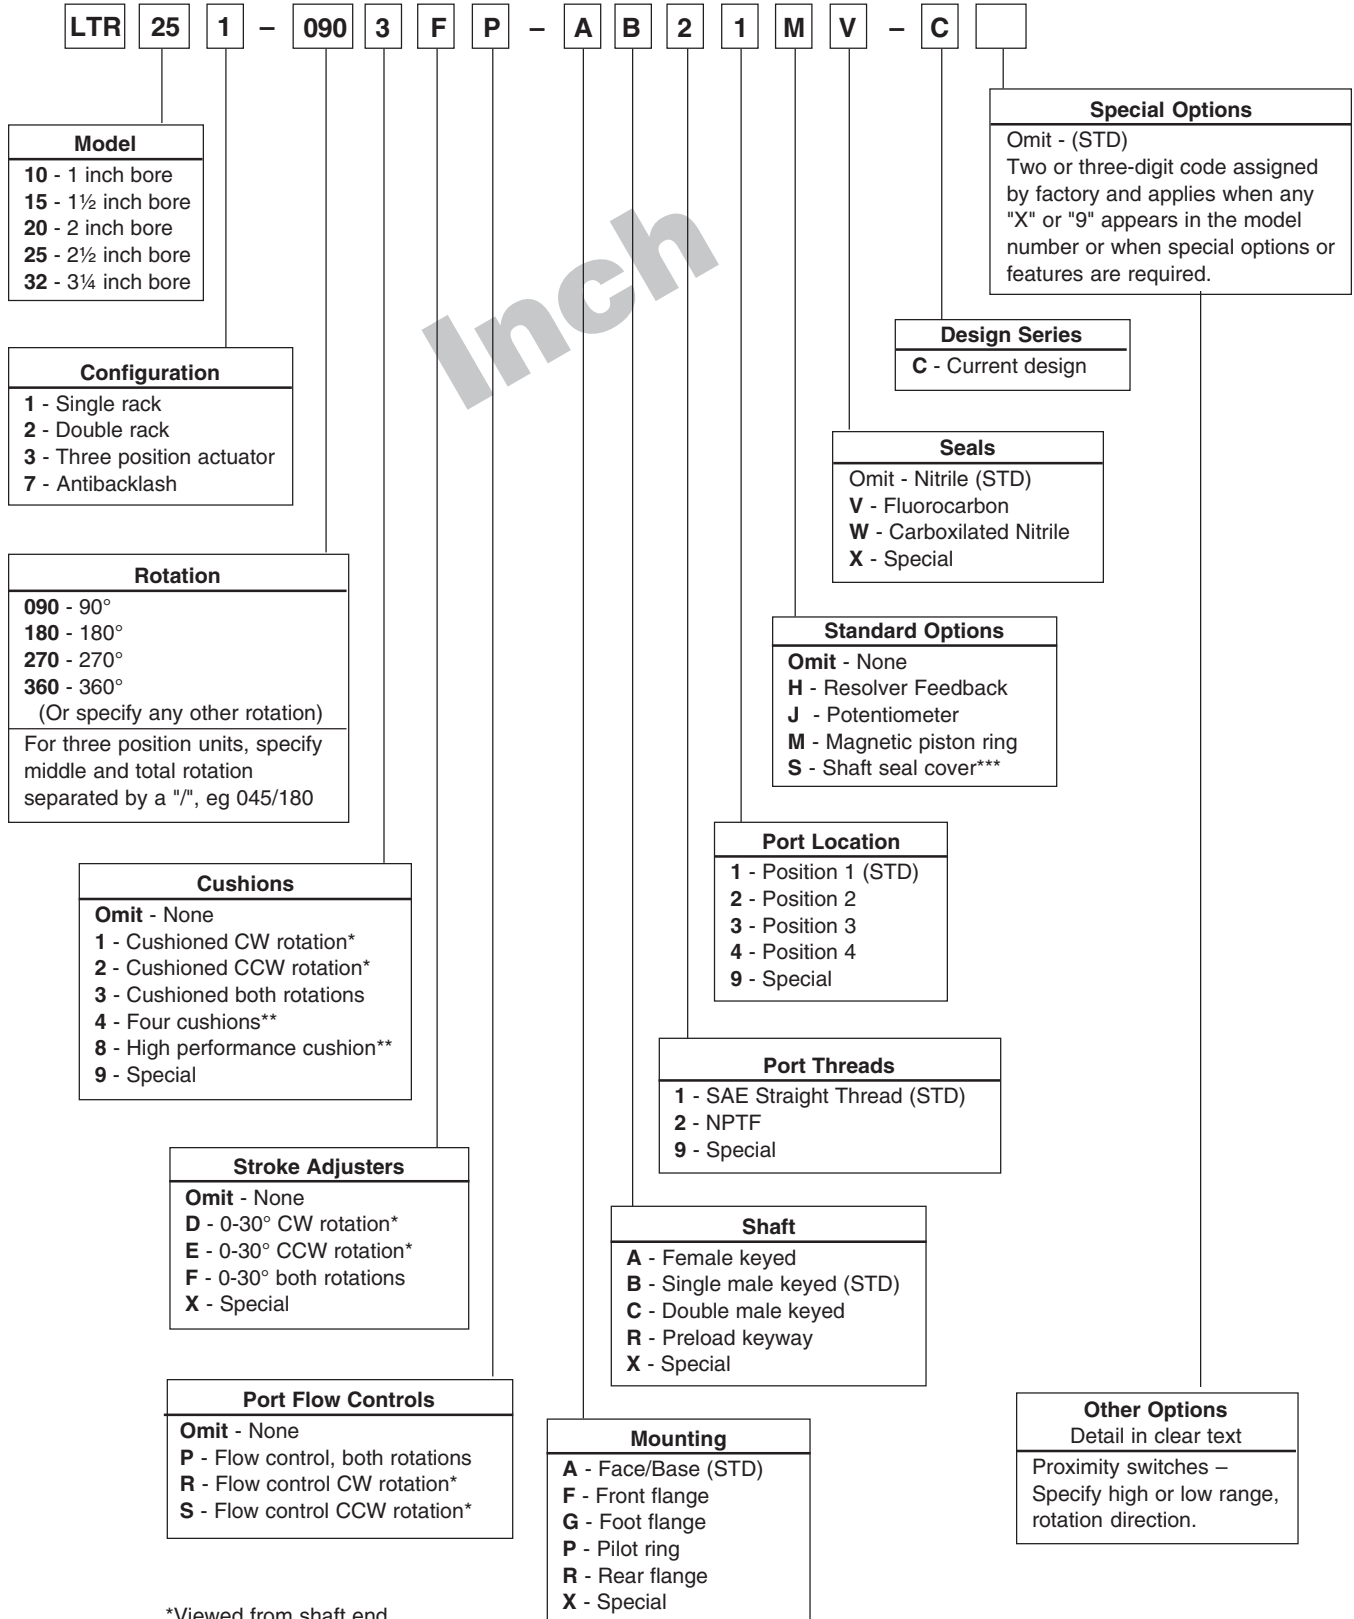 LTR 25 1 – 090 3 F P – A B 2 1 M V – C
Special Options
Omit - (STD)
Two or three-digit code assigned
by factory and applies when any
"X" or "9" appears in the model
number or when special options or
features are required.
Model
10 - 1 inch bore
15 - 1½ inch bore
20 - 2 inch bore
25 - 2½ inch bore
32 - 3¼ inch bore
Inch
Design Series
C - Current design
Configuration
1 - Single rack
2 - Double rack
3 - Three position actuator
7 - Antibacklash
Seals
Omit - Nitrile (STD)
V - Fluorocarbon
W - Carboxilated Nitrile
X - Special
Rotation
090 - 90°
180 - 180°
270 - 270°
360 - 360°
(Or specify any other rotation)
For three position units, specify
middle and total rotation
separated by a "/", eg 045/180
Standard Options
Omit - None
H - Resolver Feedback
J - Potentiometer
M - Magnetic piston ring
S - Shaft seal cover***
Port Location
1 - Position 1 (STD)
2 - Position 2
3 - Position 3
4 - Position 4
9 - Special
Cushions
Omit - None
1 - Cushioned CW rotation*
2 - Cushioned CCW rotation*
3 - Cushioned both rotations
4 - Four cushions**
8 - High performance cushion**
9 - Special
Port Threads
1 - SAE Straight Thread (STD)
2 - NPTF
9 - Special
Stroke Adjusters
Omit - None
D - 0-30° CW rotation*
E - 0-30° CCW rotation*
F - 0-30° both rotations
X - Special
Shaft
A - Female keyed
B - Single male keyed (STD)
C - Double male keyed
R - Preload keyway
X - Special
Port Flow Controls
Omit - None
P - Flow control, both rotations
R - Flow control CW rotation*
S - Flow control CCW rotation*
Mounting
A - Face/Base (STD)
F - Front flange
G - Foot flange
P - Pilot ring
R - Rear flange
X - Special
Other Options
Detail in clear text
Proximity switches –
Specify high or low range,
rotation direction.
*Viewed from shaft end